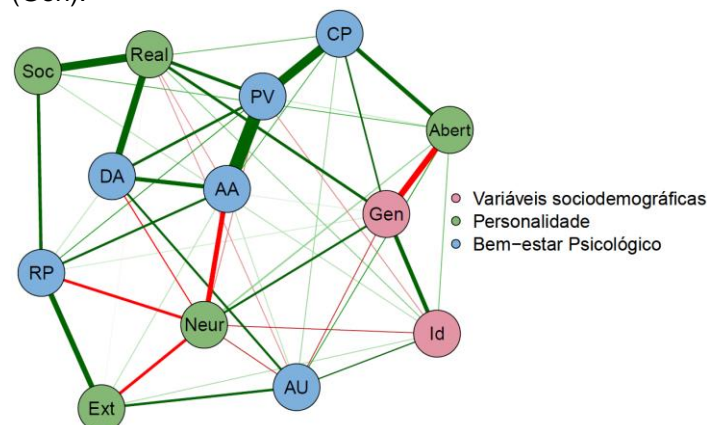 (Gen).
CP
Real
Soc
PV
Abert
DA
AA
Gen
Variáveis sociodemográficas
Personalidade
Bem−estar Psicológico
RP
Neur
Id
AU
Ext